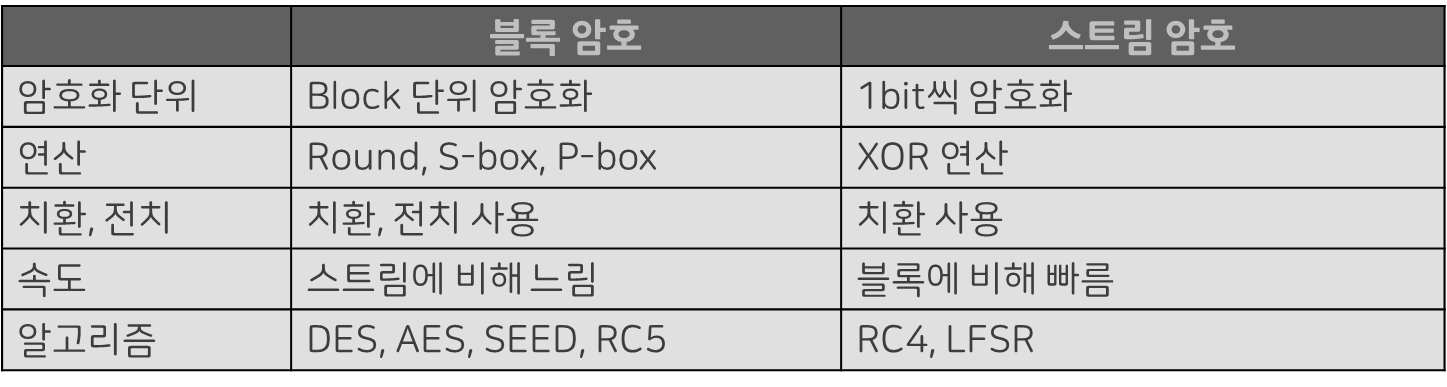 블록 암호 스트림 암호
암호화 단위 Block 단위 암호화 1bit씩 암호화
연산 Round, S-box, P-box XOR 연산
치환, 전치 치환, 전치 사용 치환 사용
속도 스트림에 비해 느림 블록에 비해 빠름
알고리즘 DES, AES, SEED, RC5 RC4, LFSR